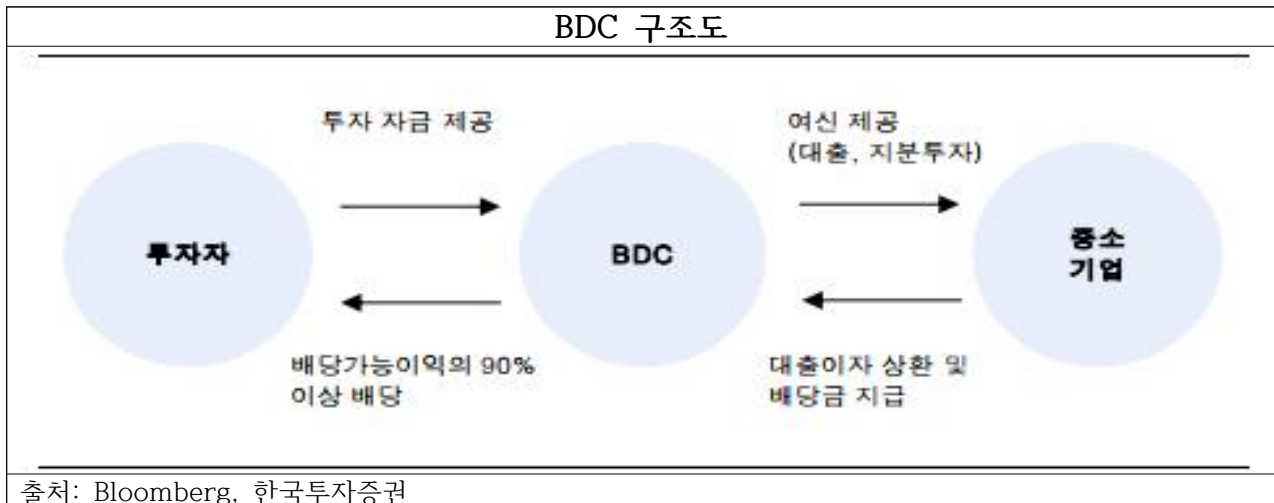 BDC 구조도
투자 자금 제공
여신 제공
(대출, 지분투자)
투자자
BDC
중소
기업
배당가능이익의 90%
이상 배당
대출이자 상환 및
배당금 지급
출처: Bloomberg, 한국투자증권